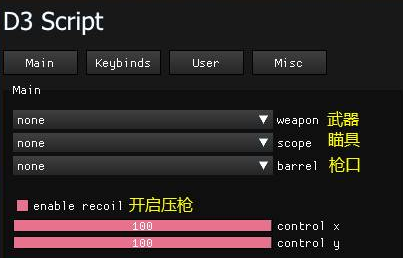 D3 Script
Main Keybinds User Misc
Main
none weapon 武器
none scope 瞄具
none barrel 枪口
enable recoil 开启压枪
100 control x
100 control y